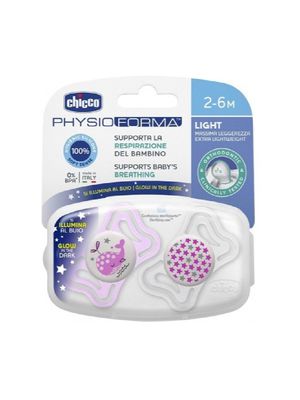 chicco
2-6M
PHYSIOFORMA
LIGHT
MASSIMA LEGGEREZZA
EXTRA LIGHTWEIGHT
100%
SUPPORTA LA
RESPIRAZIONE
DEL BAMBINO
SUPPORTS BABY'S
BREATHING
ORTHODONTIC
CLINICALLY TESTED
0%
BPA
MADE IN
ITALY
SI ILLUMINA AL BUIO | GLOW IN THE DARK
ILLUMINA
AL BUIO
GLOW
IN THE
DARK